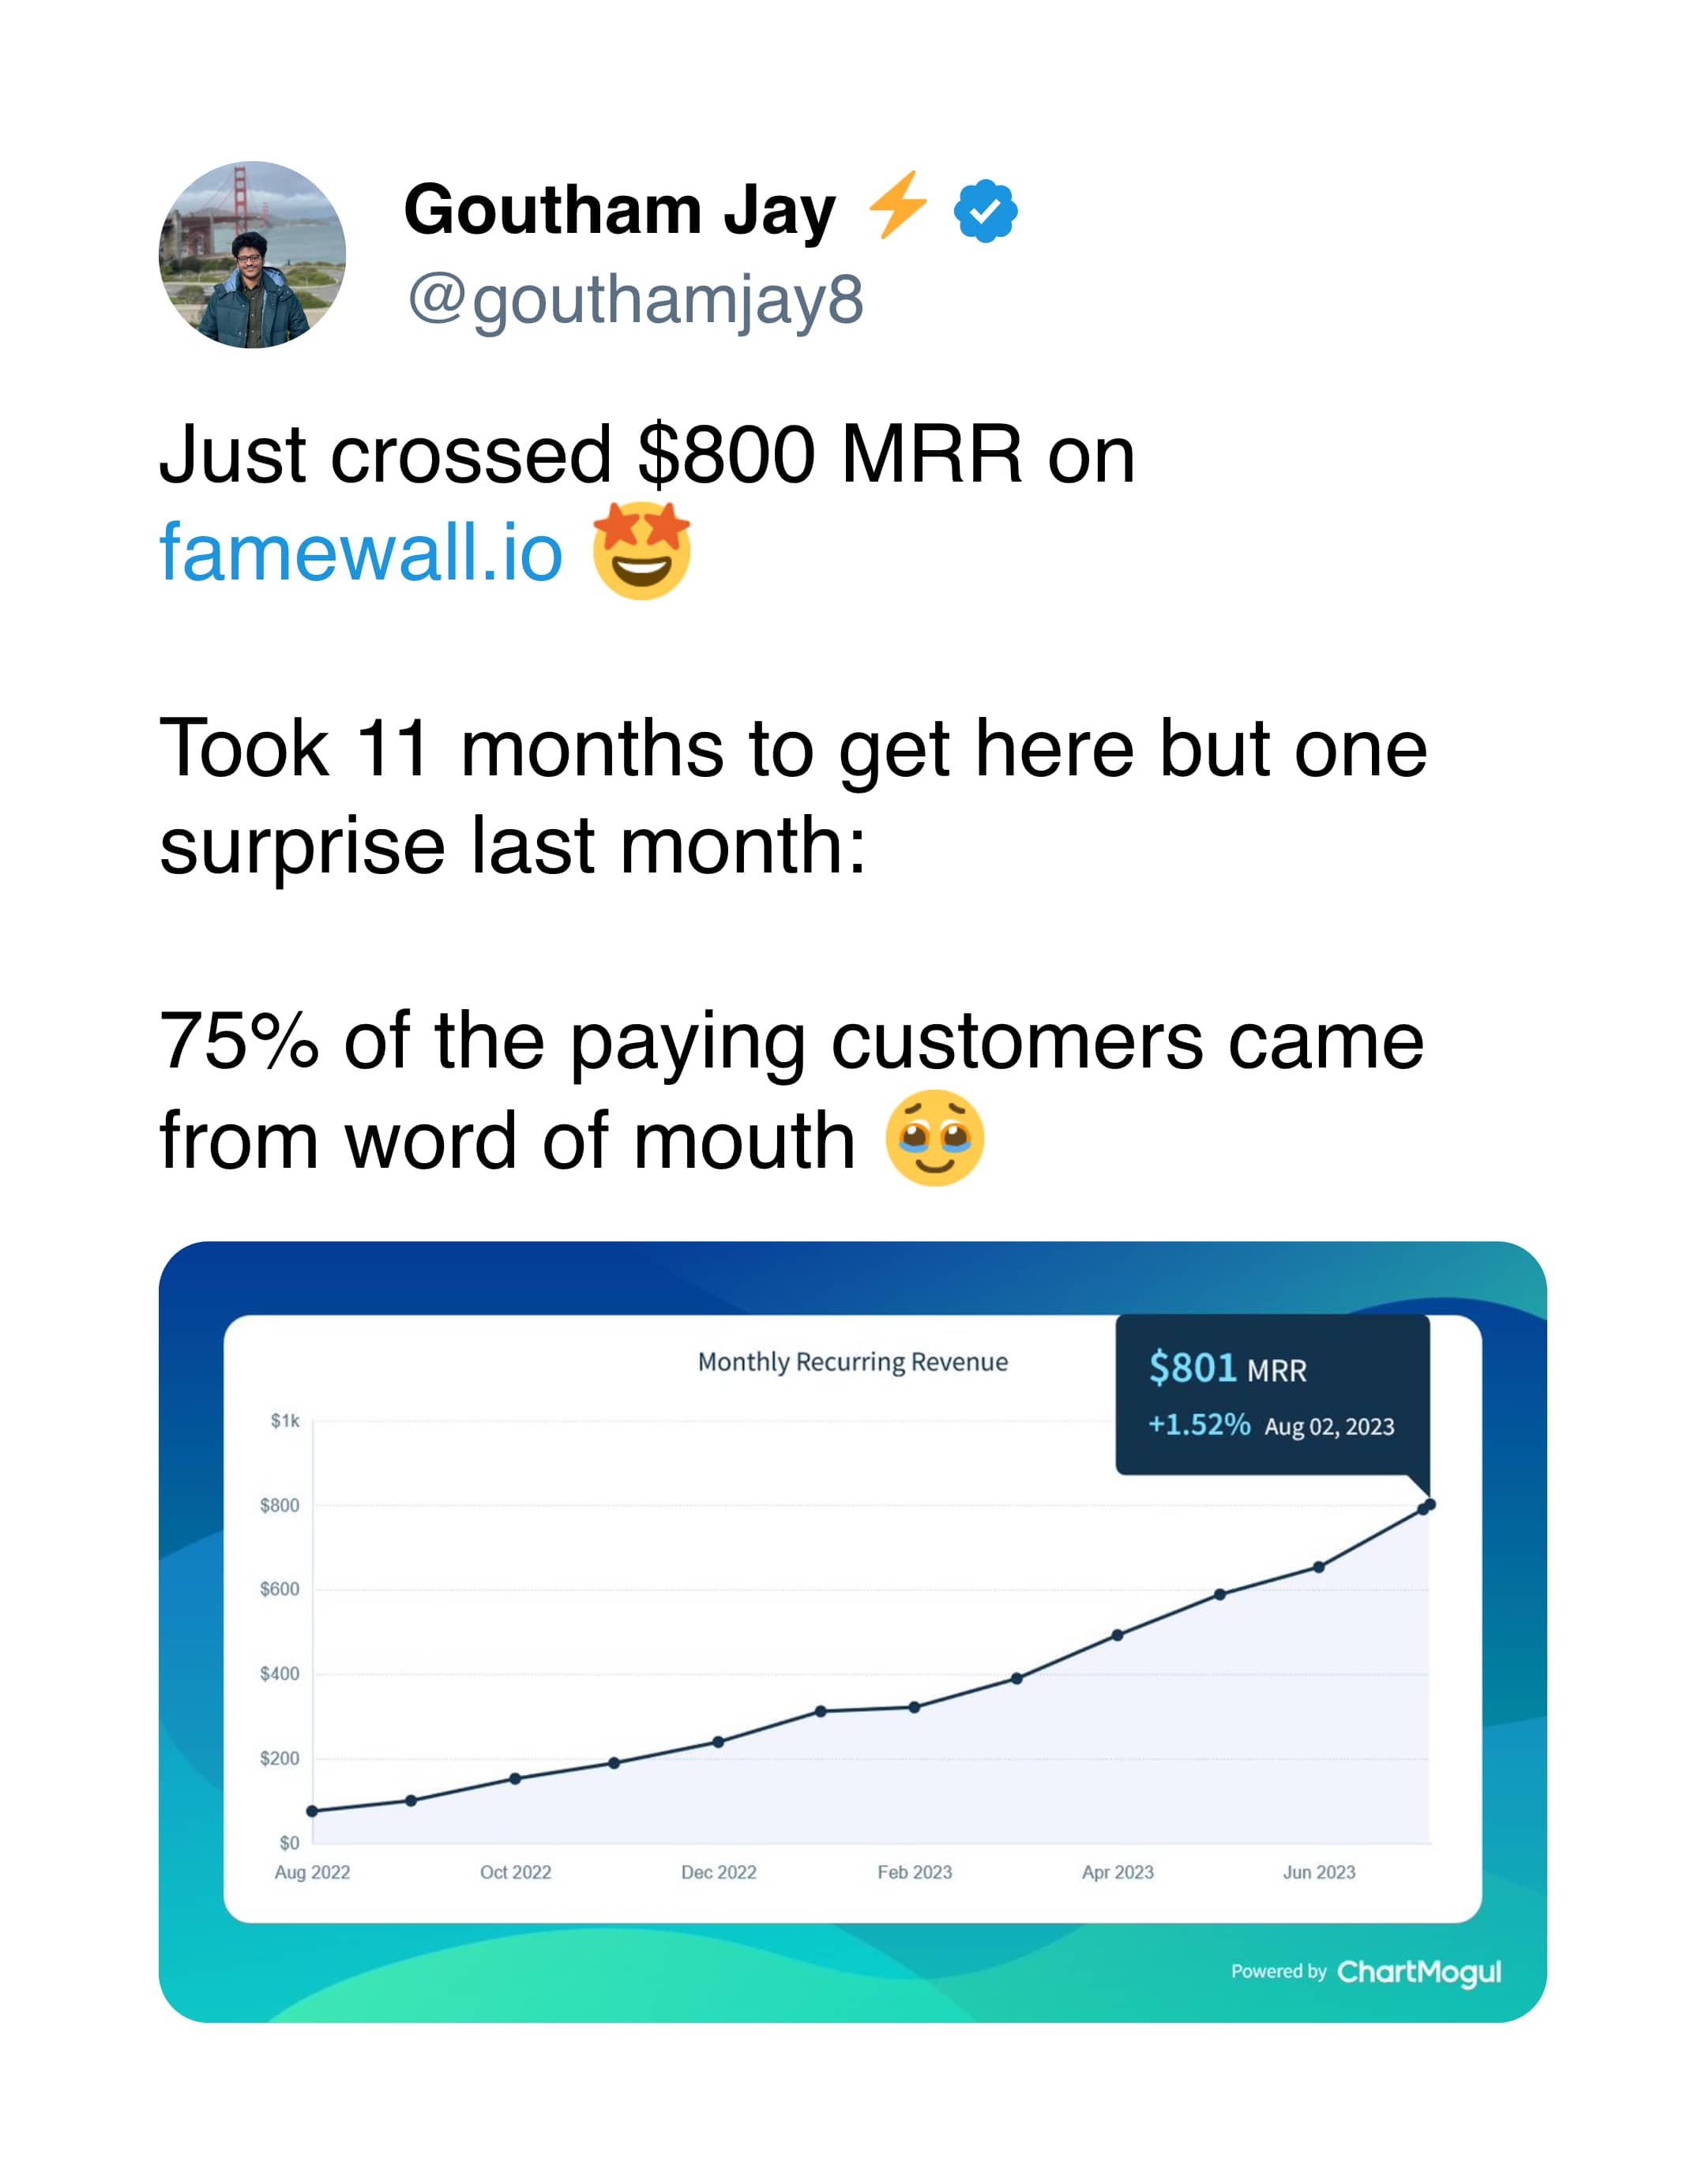 Goutham Jay ⚡
@gouthamjay8
Just crossed $800 MRR on
famewall.io 🤩
Took 11 months to get here but one
surprise last month:
75% of the paying customers came
from word of mouth 🥹
Monthly Recurring Revenue
$801 MRR
+1.52% Aug 02, 2023
$1k
$800
$600
$400
$200
$0
Aug 2022 Oct 2022 Dec 2022 Feb 2023 Apr 2023 Jun 2023
Powered by ChartMogul